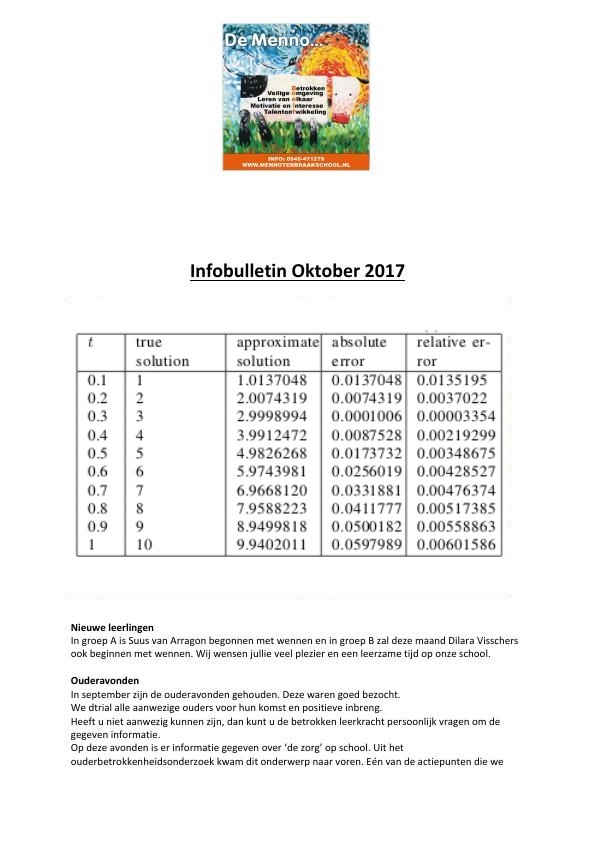 De Menno...
Betrokken
Veilige omgeving
Leren van elkaar
Motivatie en Interesse
Talentontwikkeling
INFO: 0545-471279
WWW.MENNOTERBRAAKSCHOOL.NL
Infobulletin Oktober 2017
t true approximate absolute relative er-
solution solution error ror
0.1 1 1.0137048 0.0137048 0.0135195
0.2 2 2.0074319 0.0074319 0.0037022
0.3 3 2.9998994 0.0001006 0.00003354
0.4 4 3.9912472 0.0087528 0.00219299
0.5 5 4.9826268 0.0173732 0.00348675
0.6 6 5.9743981 0.0256019 0.00428527
0.7 7 6.9668120 0.0331881 0.00476374
0.8 8 7.9588223 0.0411777 0.00517385
0.9 9 8.9499818 0.0500182 0.00558863
1 10 9.9402011 0.0597989 0.00601586
Nieuwe leerlingen
In groep A is Suus van Arragon begonnen met wennen en in groep B zal deze maand Dilara Visschers
ook beginnen met wennen. Wij wensen jullie veel plezier en een leerzame tijd op onze school.
Ouderavonden
In september zijn de ouderavonden gehouden. Deze waren goed bezocht.
We dtrial alle aanwezige ouders voor hun komst en positieve inbreng.
Heeft u niet aanwezig kunnen zijn, dan kunt u de betrokken leerkracht persoonlijk vragen om de
gegeven informatie.
Op deze avonden is er informatie gegeven over ‘de zorg’ op school. Uit het
ouderbetrokkenheidsonderzoek kwam dit onderwerp naar voren. Eén van de actiepunten die we